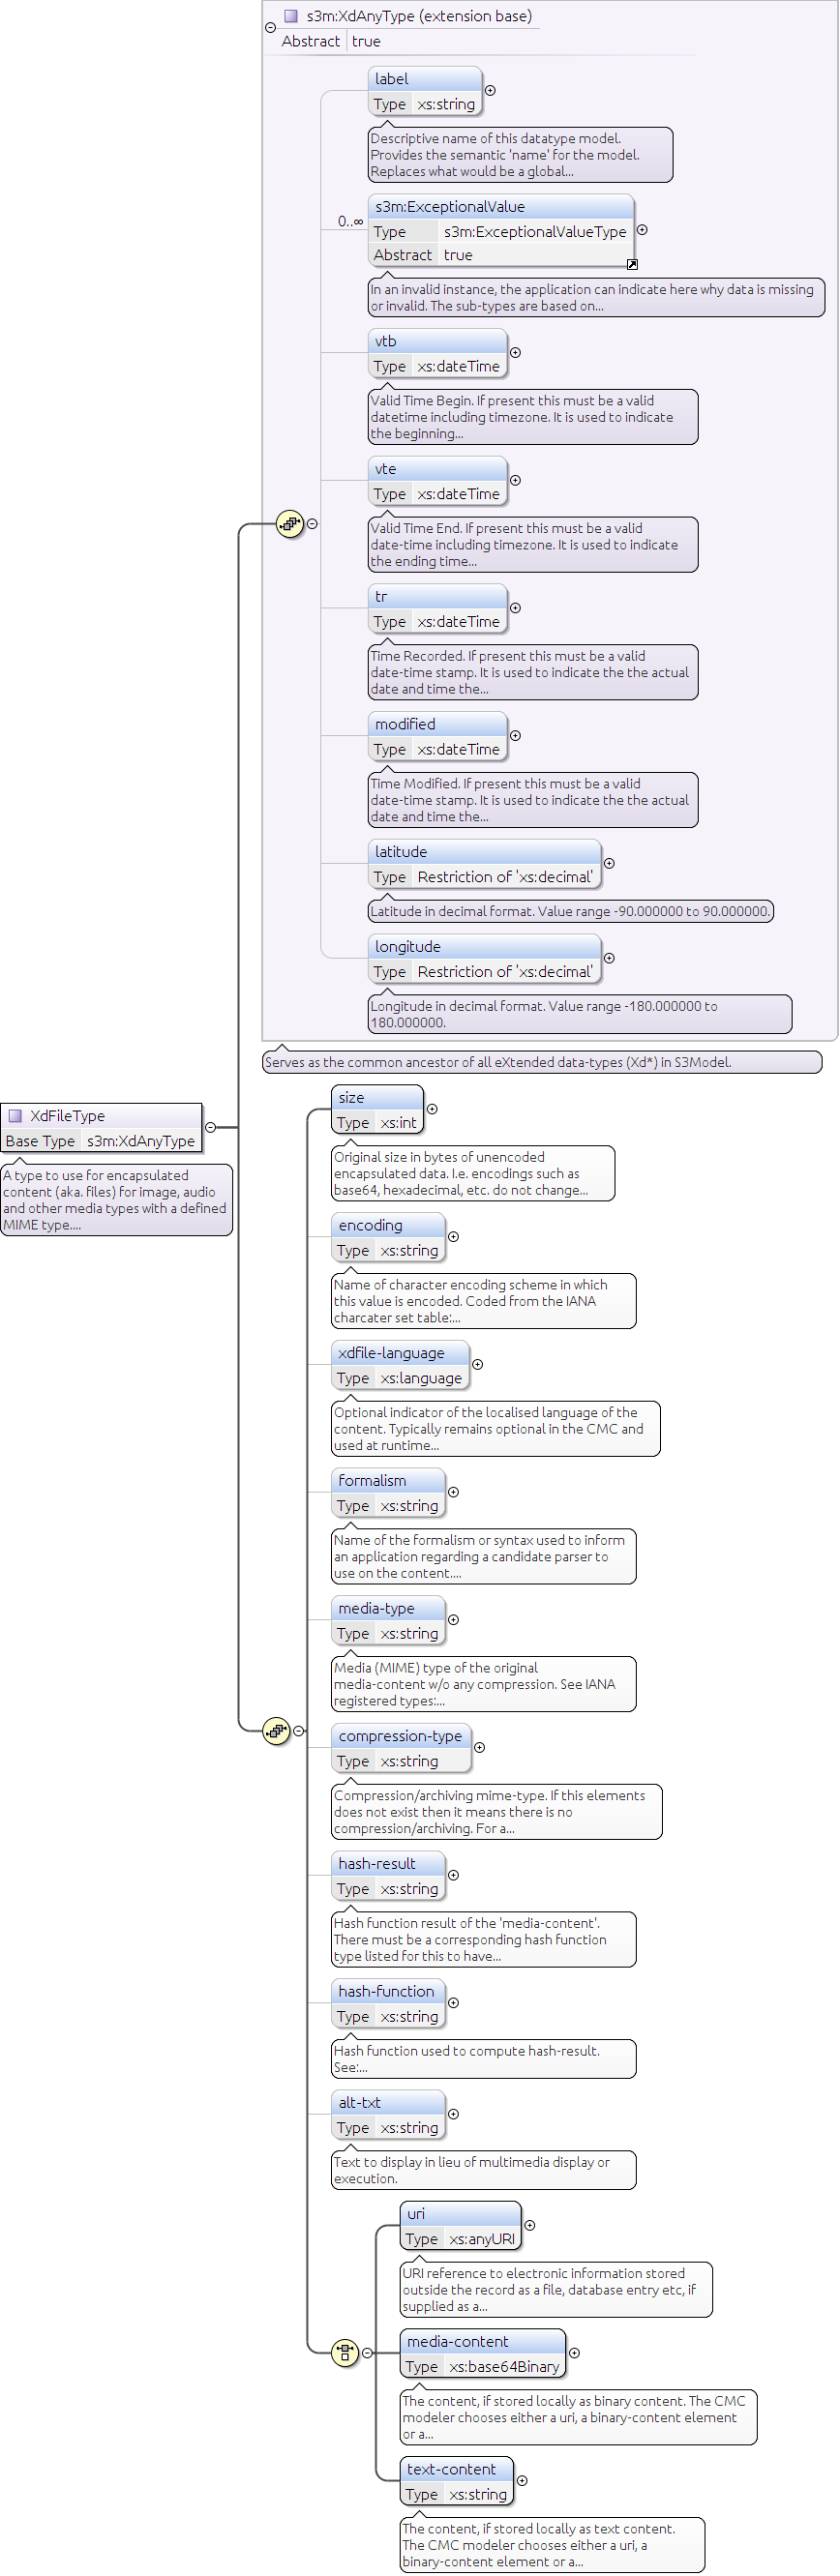 s3m:XdAnyType (extension base)
Abstract true
label
Type xs:string
Descriptive name of this datatype model.
Provides the semantic 'name' for the model.
Replaces what would be a global...
0..∞
s3m:ExceptionalValue
Type s3m:ExceptionalValueType
Abstract true
In an invalid instance, the application can indicate here why data is missing
or invalid. The sub-types are based on...
vtb
Type xs:dateTime
Valid Time Begin. If present this must be a valid
datetime including timezone. It is used to indicate
the beginning...
vte
Type xs:dateTime
Valid Time End. If present this must be a valid
date-time including timezone. It is used to indicate
the ending time...
tr
Type xs:dateTime
Time Recorded. If present this must be a valid
date-time stamp. It is used to indicate the the actual
date and time the...
modified
Type xs:dateTime
Time Modified. If present this must be a valid
date-time stamp. It is used to indicate the the actual
date and time the...
latitude
Type Restriction of 'xs:decimal'
Latitude in decimal format. Value range -90.000000 to 90.000000.
longitude
Type Restriction of 'xs:decimal'
Longitude in decimal format. Value range -180.000000 to
180.000000.
Serves as the common ancestor of all eXtended data-types (Xd*) in S3Model.
XdFileType
Base Type s3m:XdAnyType
A type to use for encapsulated
content (aka. files) for image, audio
and other media types with a defined
MIME type....
size
Type xs:int
Original size in bytes of unencoded
encapsulated data. I.e. encodings such as
base64, hexadecimal, etc. do not change...
encoding
Type xs:string
Name of character encoding scheme in which
this value is encoded. Coded from the IANA
charcater set table:...
xdfile-language
Type xs:language
Optional indicator of the localised language of the
content. Typically remains optional in the CMC and
used at runtime...
formalism
Type xs:string
Name of the formalism or syntax used to inform
an application regarding a candidate parser to
use on the content....
media-type
Type xs:string
Media (MIME) type of the original
media-content w/o any compression. See IANA
registered types:...
compression-type
Type xs:string
Compression/archiving mime-type. If this elements
does not exist then it means there is no
compression/archiving. For a...
hash-result
Type xs:string
Hash function result of the 'media-content'.
There must be a corresponding hash function
type listed for this to have...
hash-function
Type xs:string
Hash function used to compute hash-result.
See:...
alt-txt
Type xs:string
Text to display in lieu of multimedia display or
execution.
uri
Type xs:anyURI
URI reference to electronic information stored
outside the record as a file, database entry etc, if
supplied as a...
media-content
Type xs:base64Binary
The content, if stored locally as binary content. The CMC
modeler chooses either a uri, a binary-content element
or a...
text-content
Type xs:string
The content, if stored locally as text content.
The CMC modeler chooses either a uri, a
binary-content element or a...